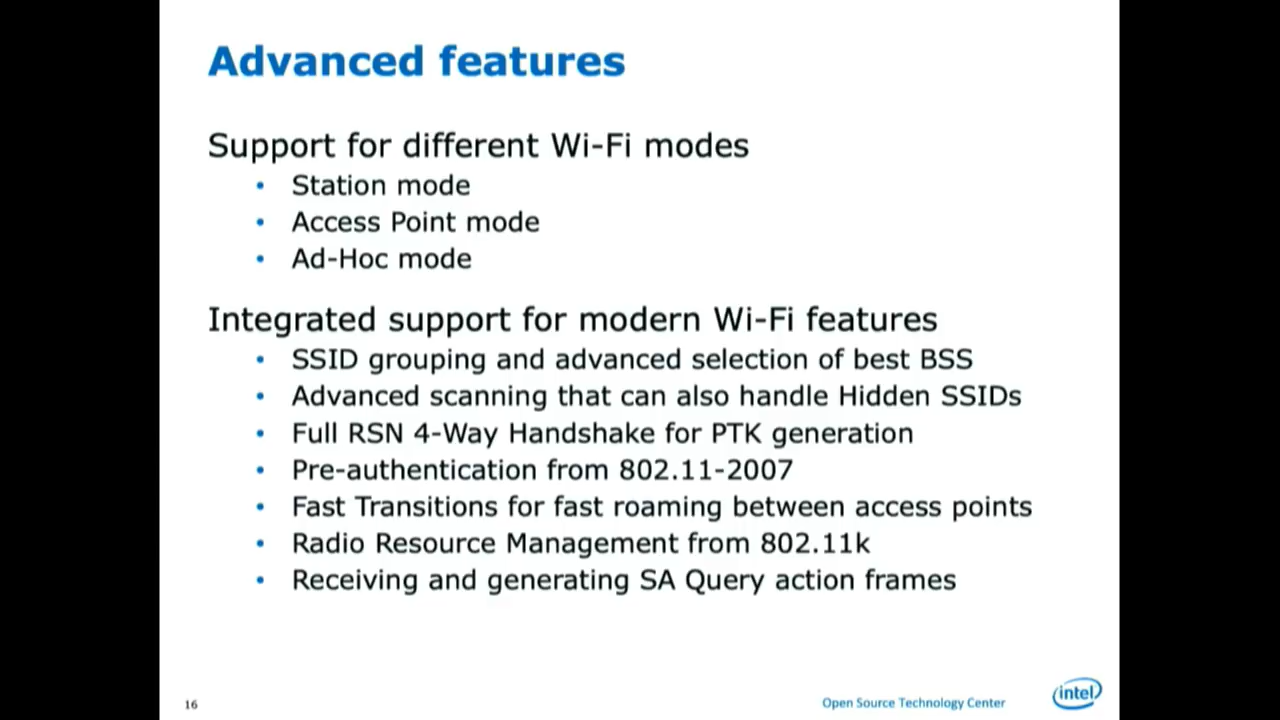 Advanced features
Support for different Wi-Fi modes
• Station mode
• Access Point mode
• Ad-Hoc mode
Integrated support for modern Wi-Fi features
• SSID grouping and advanced selection of best BSS
• Advanced scanning that can also handle Hidden SSIDs
• Full RSN 4-Way Handshake for PTK generation
• Pre-authentication from 802.11-2007
• Fast Transitions for fast roaming between access points
• Radio Resource Management from 802.11k
• Receiving and generating SA Query action frames
16
Open Source Technology Center
intel